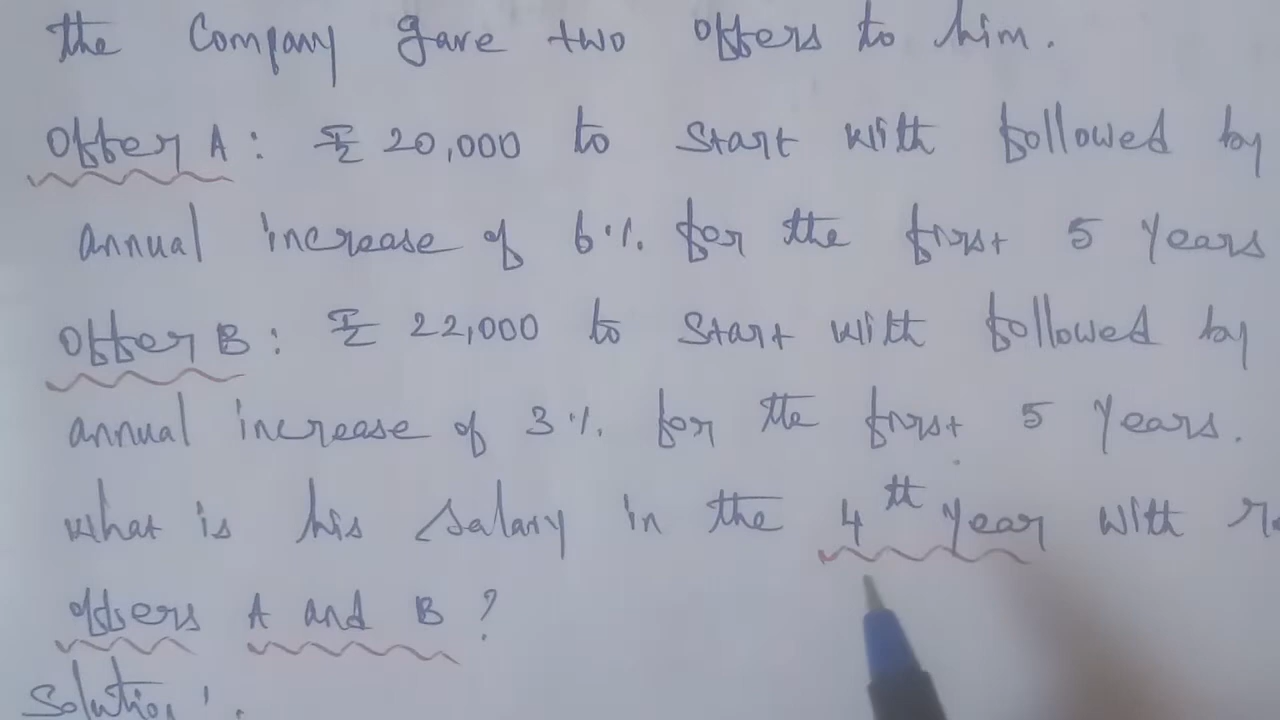 the Company gave two offers to him.
Offer A: ₹ 20,000 to start with followed by
annual increase of 6% for the first 5 years
Offer B: ₹ 22,000 to start with followed by
annual increase of 3% for the first 5 years.
what is his salary in the 4th year with
offers A and B?
Solution: